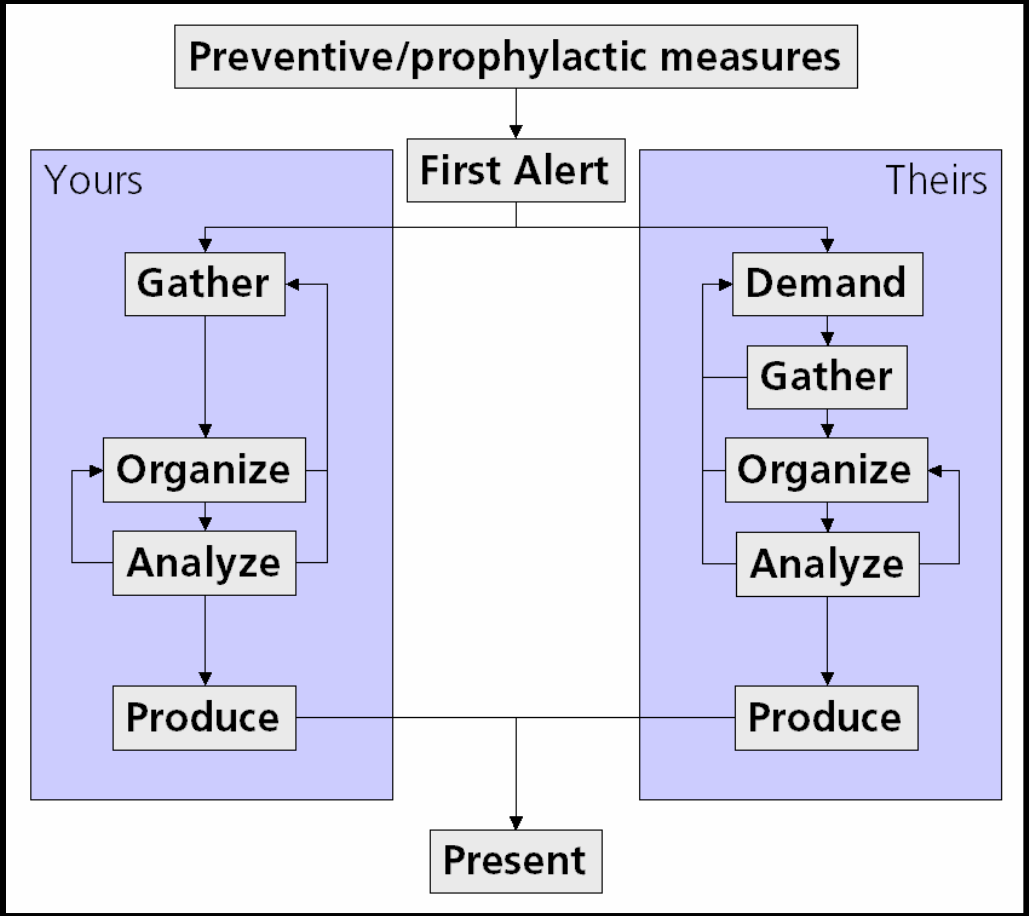 Preventive/prophylactic measures
First Alert
Yours
Gather
Organize
Analyze
Produce
Theirs
Demand
Gather
Organize
Analyze
Produce
Present